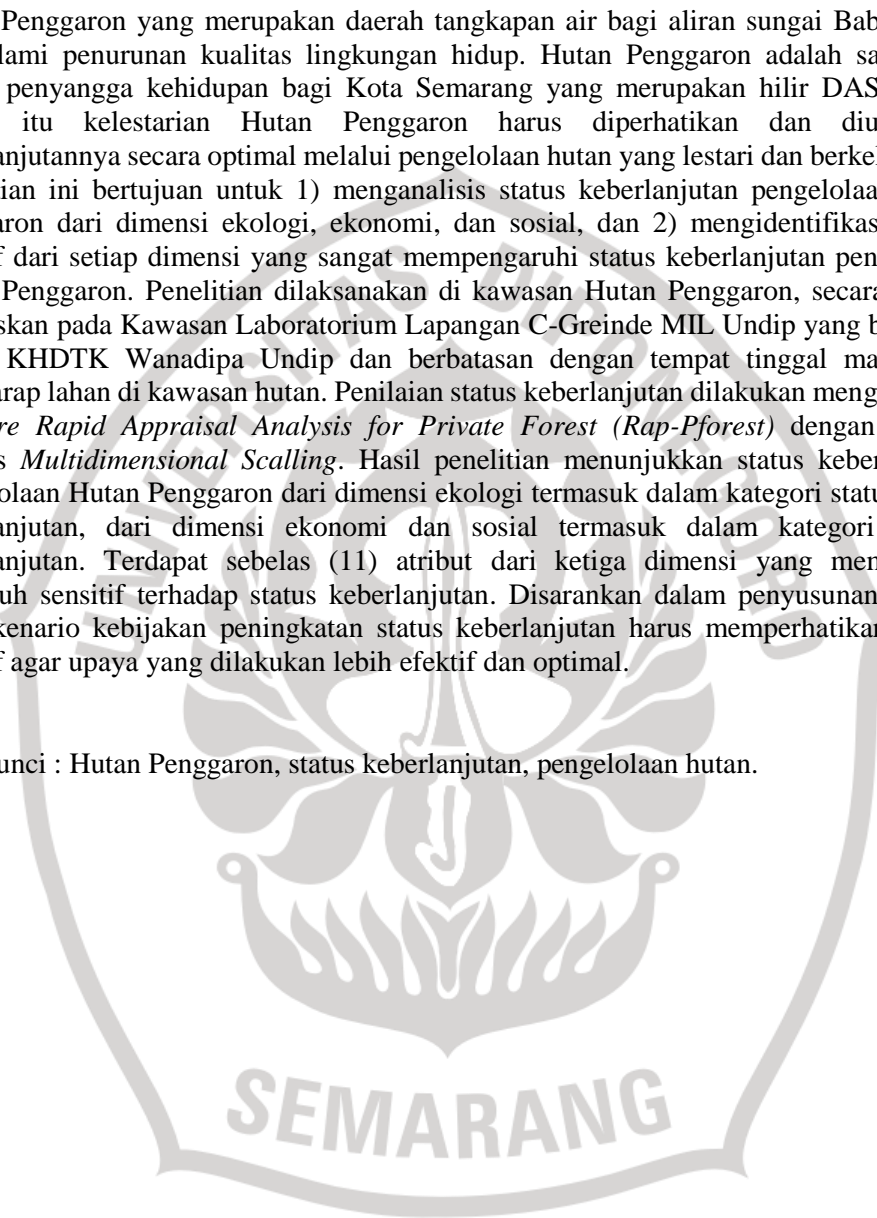 Penggaron yang merupakan daerah tangkapan air bagi aliran sungai Bab
lami penurunan kualitas lingkungan hidup. Hutan Penggaron adalah sa
penyangga kehidupan bagi Kota Semarang yang merupakan hilir DAS
itu kelestarian Hutan Penggaron harus diperhatikan dan diu
anjutannya secara optimal melalui pengelolaan hutan yang lestari dan berkel
ian ini bertujuan untuk 1) menganalisis status keberlanjutan pengelolaa
aron dari dimensi ekologi, ekonomi, dan sosial, dan 2) mengidentifikas
f dari setiap dimensi yang sangat mempengaruhi status keberlanjutan pen
Penggaron. Penelitian dilaksanakan di kawasan Hutan Penggaron, secara
skan pada Kawasan Laboratorium Lapangan C-Greinde MIL Undip yang b
KHDTK Wanadipa Undip dan berbatasan dengan tempat tinggal ma
arap lahan di kawasan hutan. Penilaian status keberlanjutan dilakukan meng
re Rapid Appraisal Analysis for Private Forest (Rap-Pforest) dengan
s Multidimensional Scalling. Hasil penelitian menunjukkan status keber
olaan Hutan Penggaron dari dimensi ekologi termasuk dalam kategori statu
anjutan, dari dimensi ekonomi dan sosial termasuk dalam kategori
anjutan. Terdapat sebelas (11) atribut dari ketiga dimensi yang mem
uh sensitif terhadap status keberlanjutan. Disarankan dalam penyusunan
kenario kebijakan peningkatan status keberlanjutan harus memperhatikan
f agar upaya yang dilakukan lebih efektif dan optimal.
unci : Hutan Penggaron, status keberlanjutan, pengelolaan hutan.
UNIVERSITAS DIPONEGORO
SEMARANG